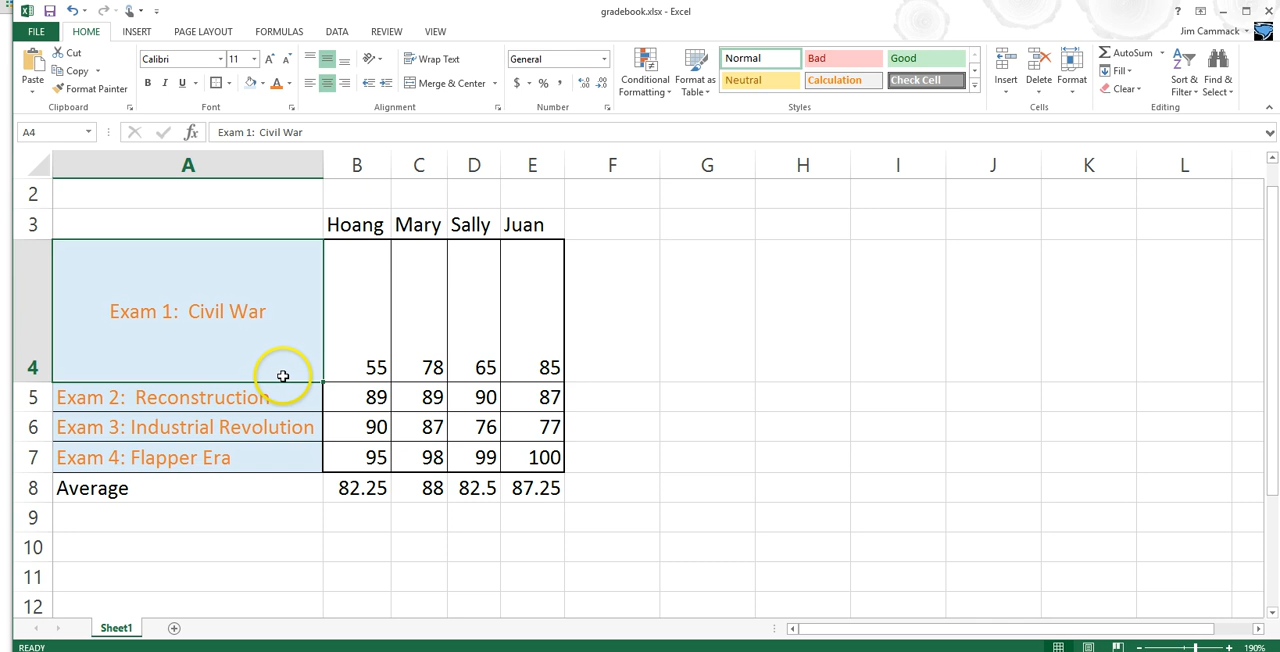 gradebook.xlsx - Excel
FILE HOME INSERT PAGE LAYOUT FORMULAS DATA REVIEW VIEW Jim Cammack
Paste Cut Copy Format Painter Clipboard
Calibri 11 B I U Font
Wrap Text Merge & Center Alignment
General $ % , Number
Conditional Formatting Format as Table Normal Bad Good Neutral Calculation Check Cell Styles
Insert Delete Format Cells
AutoSum Fill Clear Sort & Filter Find & Select Editing
A4 fx Exam 1: Civil War
A B C D E F G H I J K L
2
3 Hoang Mary Sally Juan
4 Exam 1: Civil War 55 78 65 85
5 Exam 2: Reconstruction 89 89 90 87
6 Exam 3: Industrial Revolution 90 87 76 77
7 Exam 4: Flapper Era 95 98 99 100
8 Average 82.25 88 82.5 87.25
9
10
11
12
Sheet1
READY 190%